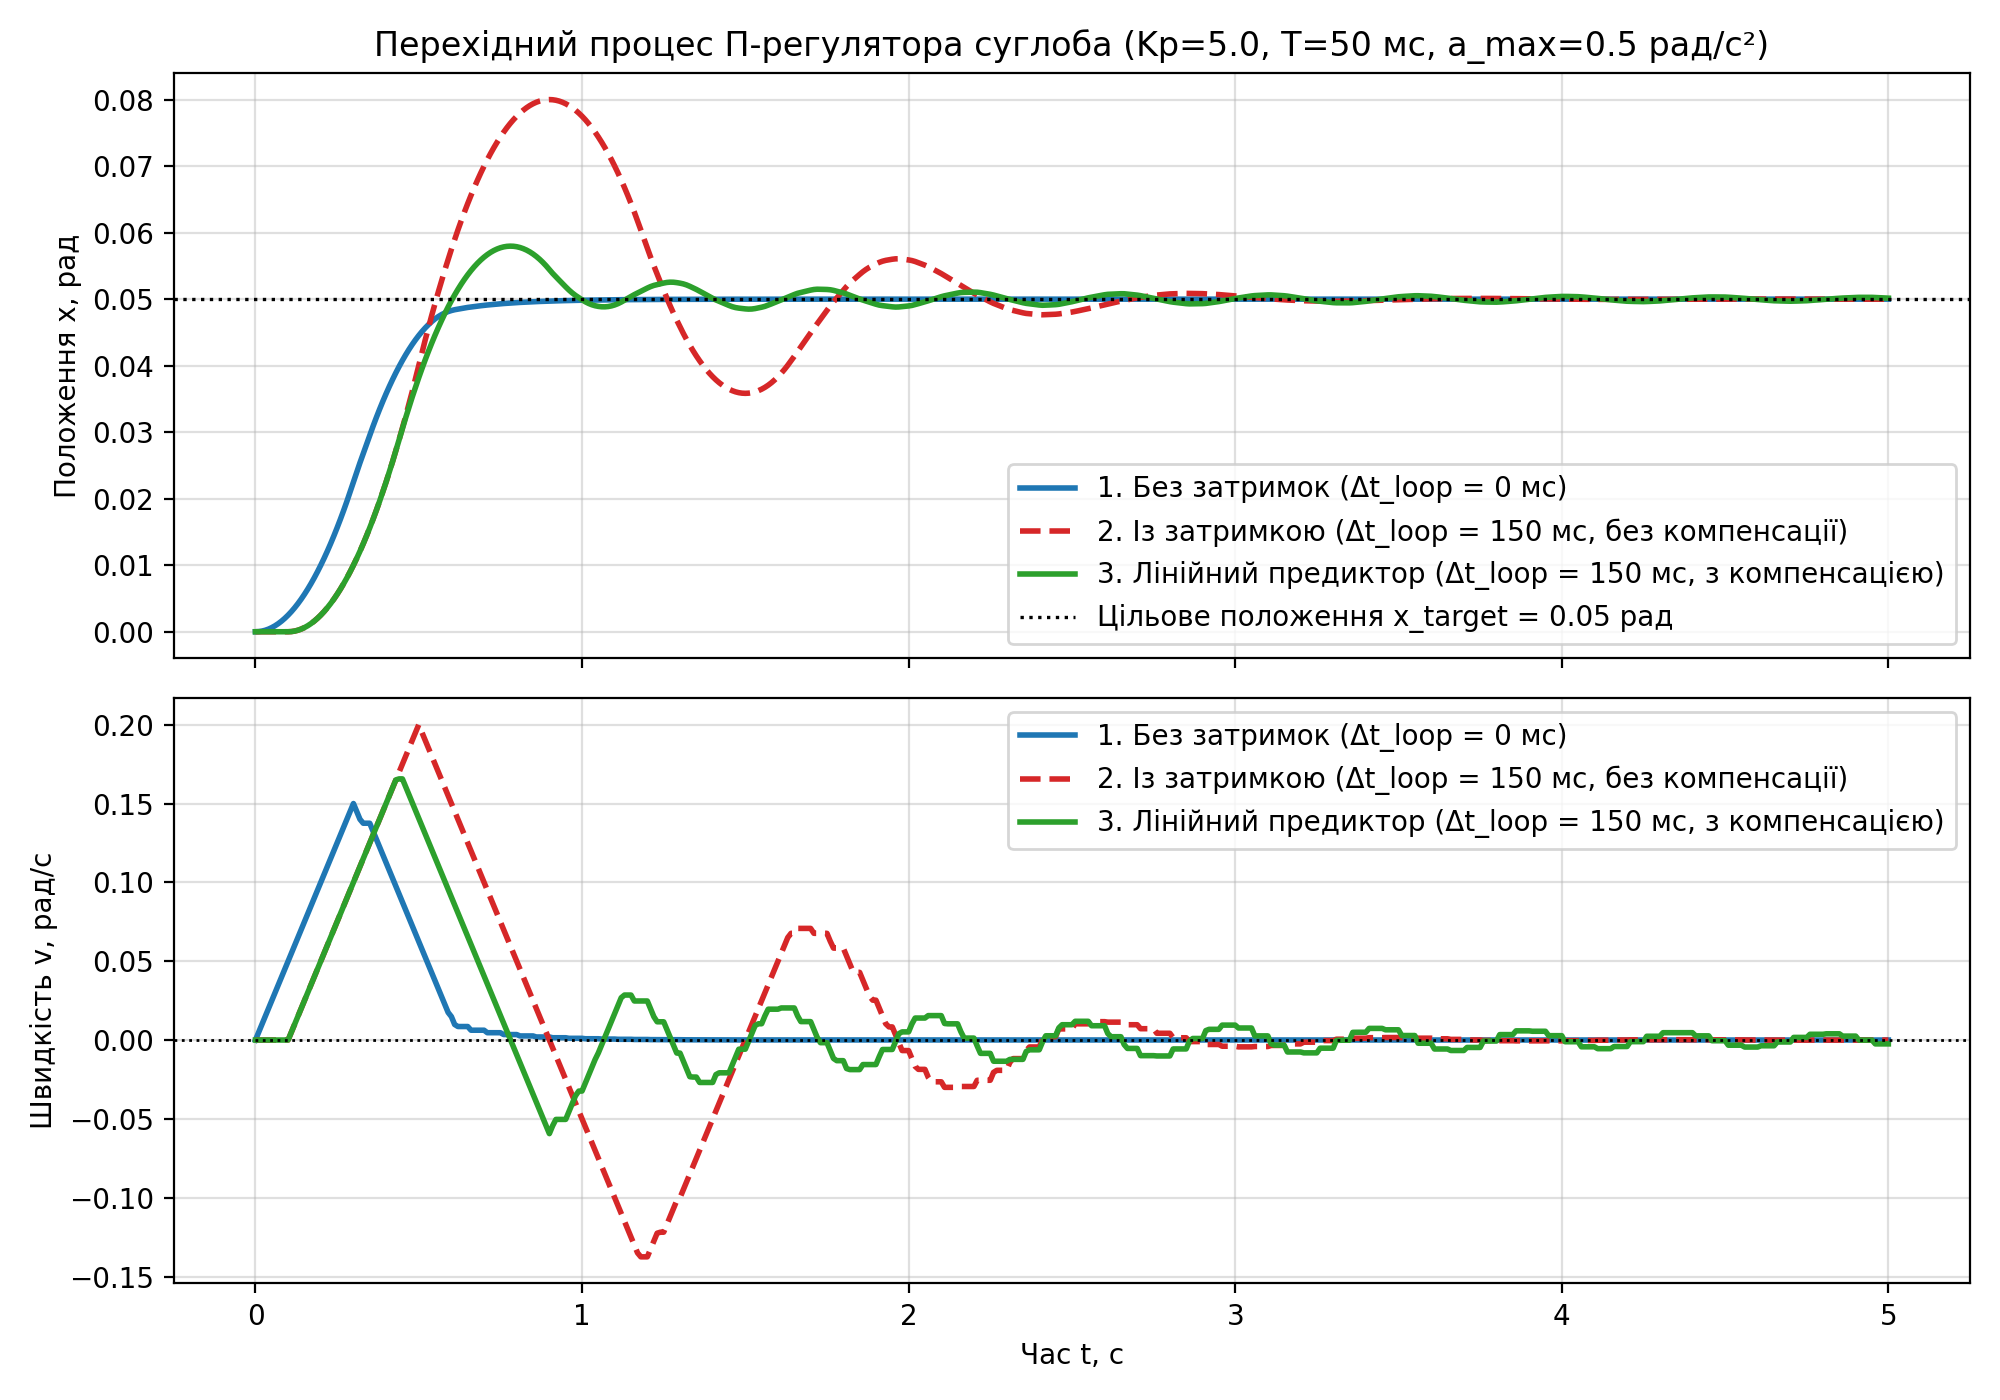 Перехідний процес П-регулятора суглоба (Kp=5.0, T=50 мс, a_max=0.5 рад/с²)
Положення x, рад
0.08
0.07
0.06
0.05
0.04
0.03
0.02
0.01
0.00
1. Без затримок (Δt_loop = 0 мс)
2. Із затримкою (Δt_loop = 150 мс, без компенсації)
3. Лінійний предиктор (Δt_loop = 150 мс, з компенсацією)
Цільове положення x_target = 0.05 рад
Швидкість v, рад/с
0.20
0.15
0.10
0.05
0.00
−0.05
−0.10
−0.15
1. Без затримок (Δt_loop = 0 мс)
2. Із затримкою (Δt_loop = 150 мс, без компенсації)
3. Лінійний предиктор (Δt_loop = 150 мс, з компенсацією)
0 1 2 3 4 5
Час t, с